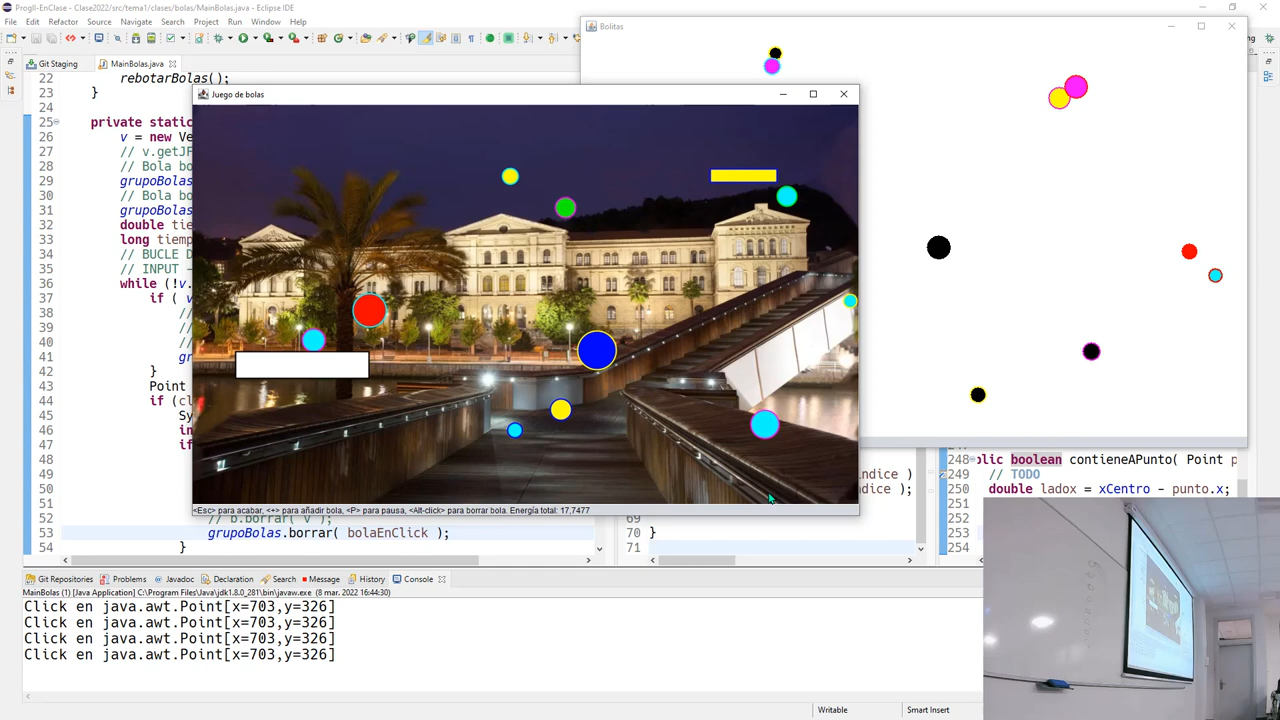 ProgII-EnClase - Clase2022/src/tema1/clases/bolas/MainBolas.java - Eclipse IDE
File Edit Refactor Source Navigate Search Project Run Window Help
Bolitas
Git Staging
MainBolas.java
22 rebotarBolas();
23 }
24
25 private static
26 v = new Ve
27 // v.getJF
28 // Bola bo
29 grupoBolas
30 // Bola bo
31 grupoBolas
32 double tie
33 long tiemp
34 // BUCLE D
35 // INPUT -
36 while (!v.
37 if ( v
38 //
39 //
40 //
41 gr
42 }
43 Point
44 if (cl
45 Sy
46 in
47 if
48
49
50
51
52 // b.borrar( v );
53 grupoBolas.borrar( bolaEnClick );
54 }
Juego de bolas
<Esc> para acabar, <+> para añadir bola, <P> para pausa, <Alt-click> para borrar bola. Energía total: 17,7477
ndice )
ndice );
69
70 }
71
248 blic boolean contieneAPunto( Point p
249 // TODO
250 double ladox = xCentro - punto.x;
251
252
253
254
Git Repositories
Problems
Javadoc
Declaration
Search
Message
History
Console
MainBolas (1) [Java Application] C:\Program Files\Java\jdk1.8.0_281\bin\javaw.exe (8 mar. 2022 16:44:30)
Click en java.awt.Point[x=703,y=326]
Click en java.awt.Point[x=703,y=326]
Click en java.awt.Point[x=703,y=326]
Click en java.awt.Point[x=703,y=326]
Writable
Smart Insert